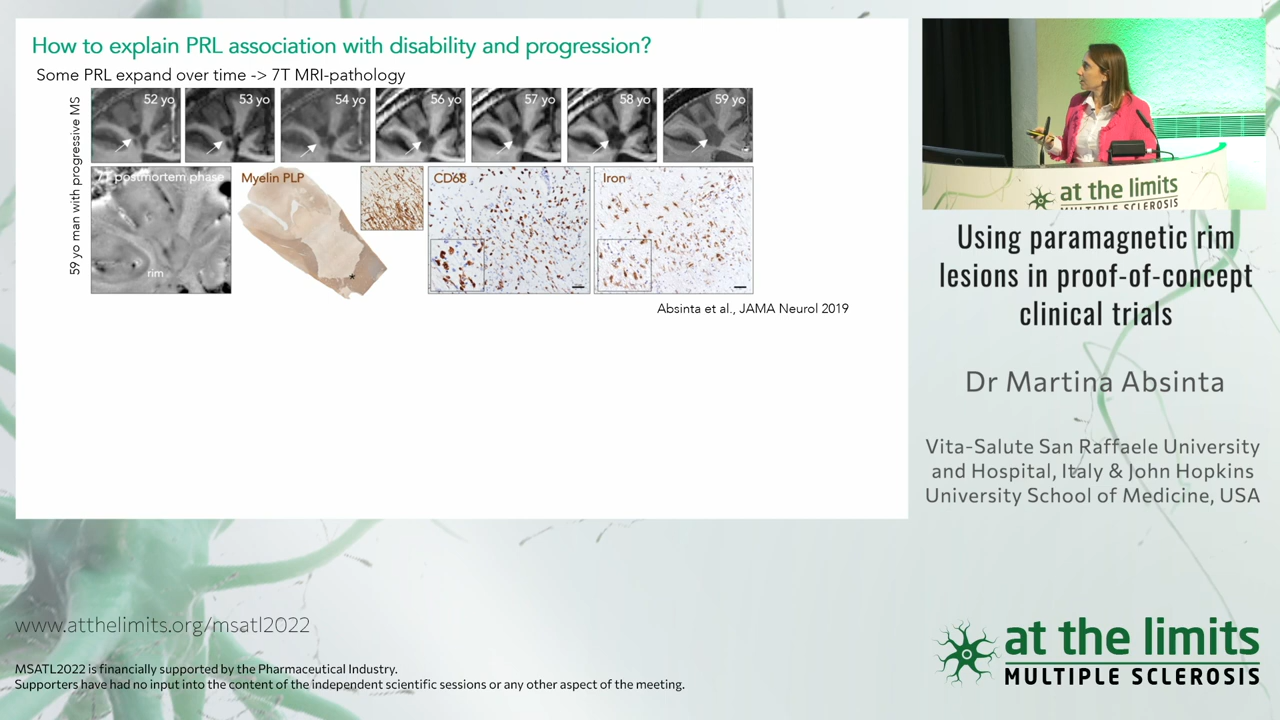 How to explain PRL association with disability and progression?
Some PRL expand over time -> 7T MRI-pathology
59 yo man with progressive MS
52 yo
53 yo
54 yo
56 yo
57 yo
58 yo
59 yo
postmortem phase
rim
Myelin PLP
*
CD68
Iron
Absinta et al., JAMA Neurol 2019
at the limits
MULTIPLE SCLEROSIS
Using paramagnetic rim
lesions in proof-of-concept
clinical trials
Dr Martina Absinta
Vita-Salute San Raffaele University
and Hospital, Italy & John Hopkins
University School of Medicine, USA
www.atthelimits.org/msatl2022
MSATL2022 is financially supported by the Pharmaceutical Industry.
Supporters have had no input into the content of the independent scientific sessions or any other aspect of the meeting.
at the limits
MULTIPLE SCLEROSIS